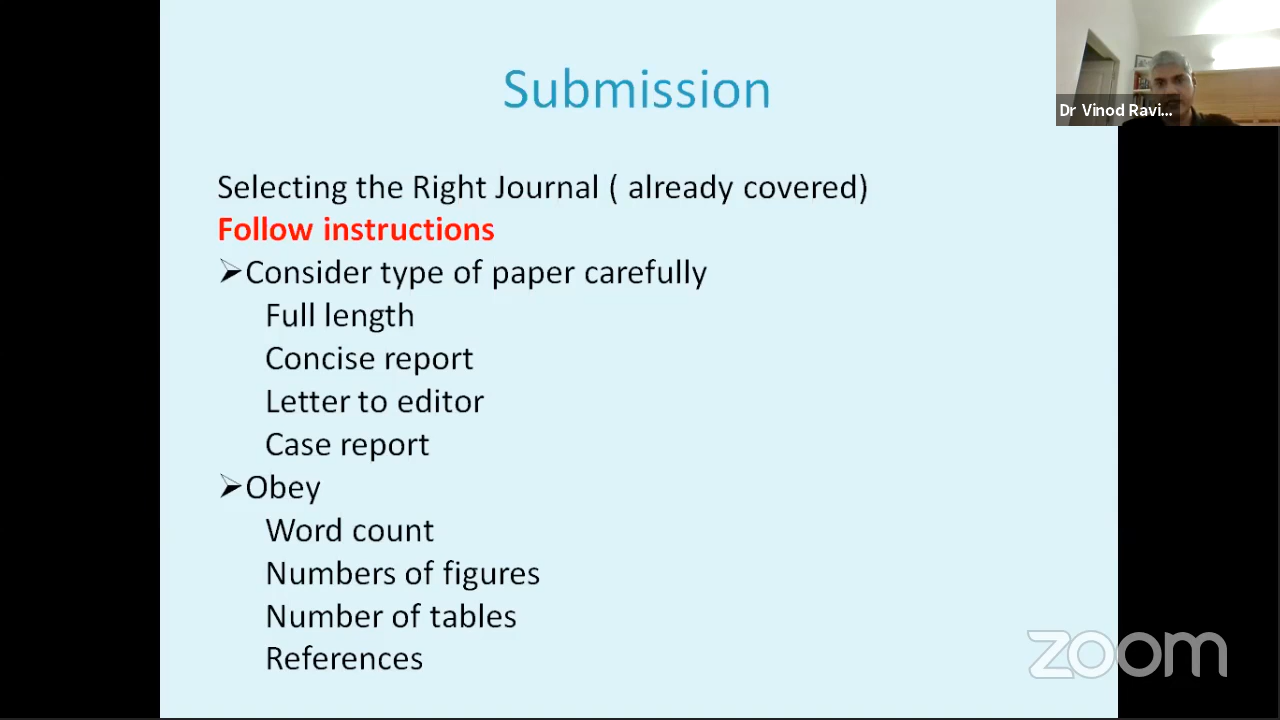 Submission
Dr Vinod Ravi...
Selecting the Right Journal ( already covered)
Follow instructions
➢Consider type of paper carefully
Full length
Concise report
Letter to editor
Case report
➢Obey
Word count
Numbers of figures
Number of tables
References
zoom